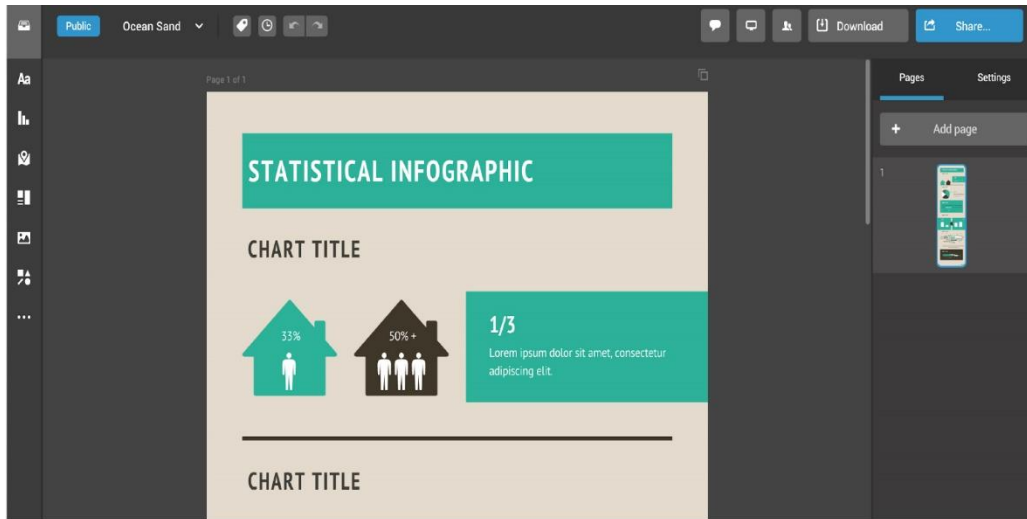 Public
Ocean Sand
Download
Share...
Aa
Page 1 of 1
Pages
Settings
+ Add page
1
STATISTICAL INFOGRAPHIC
CHART TITLE
33%
50% +
1/3
Lorem ipsum dolor sit amet, consectetur
adipiscing elit.
CHART TITLE